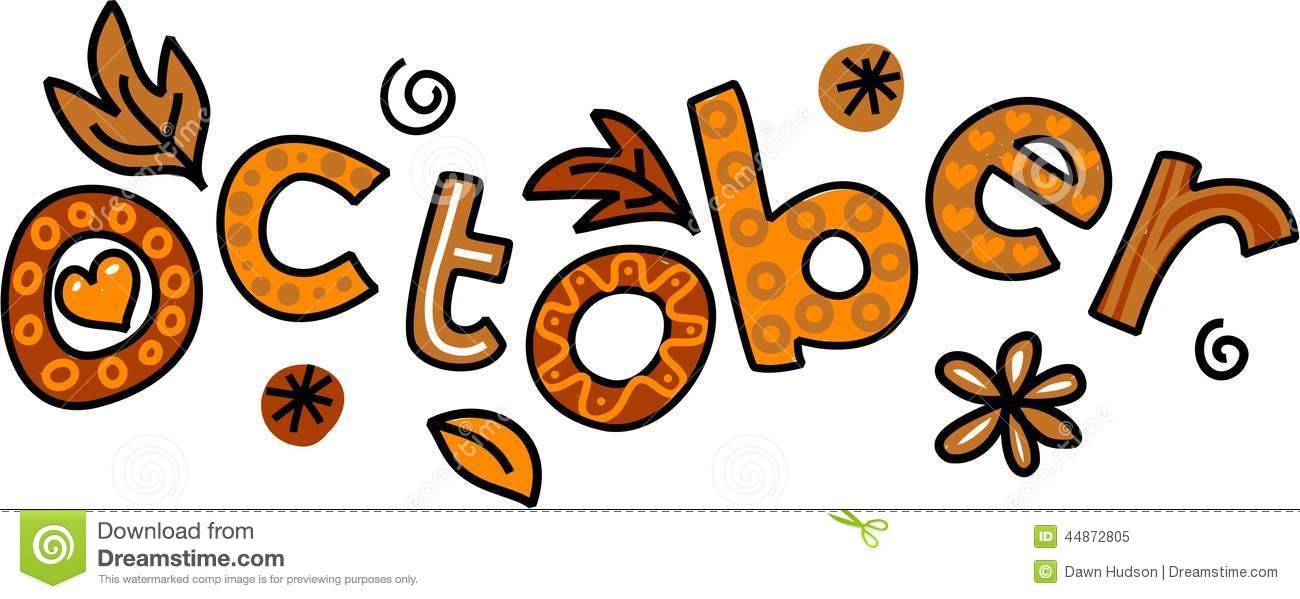 October
Download from
Dreamstime.com
This watermarked comp image is for previewing purposes only.
ID 44872805
© Dawn Hudson | Dreamstime.com